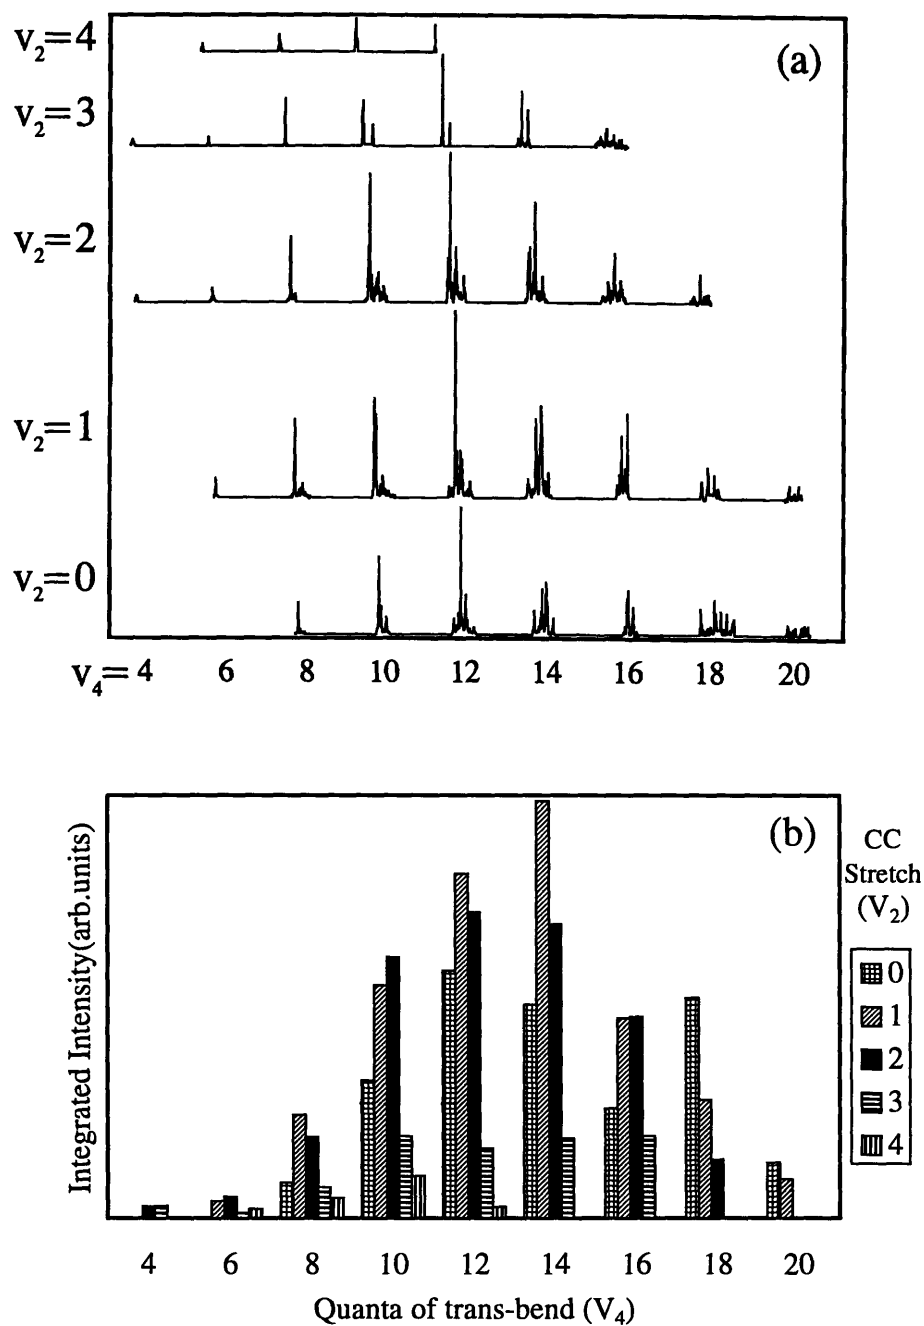 V₂=4
(a)
V₂=3
V₂=2
V₂=1
V₂=0
V₄= 4 6 8 10 12 14 16 18 20
(b)
CC
Stretch
(V₂)
0
1
2
3
4
Integrated Intensity(arb.units)
4 6 8 10 12 14 16 18 20
Quanta of trans-bend (V₄)